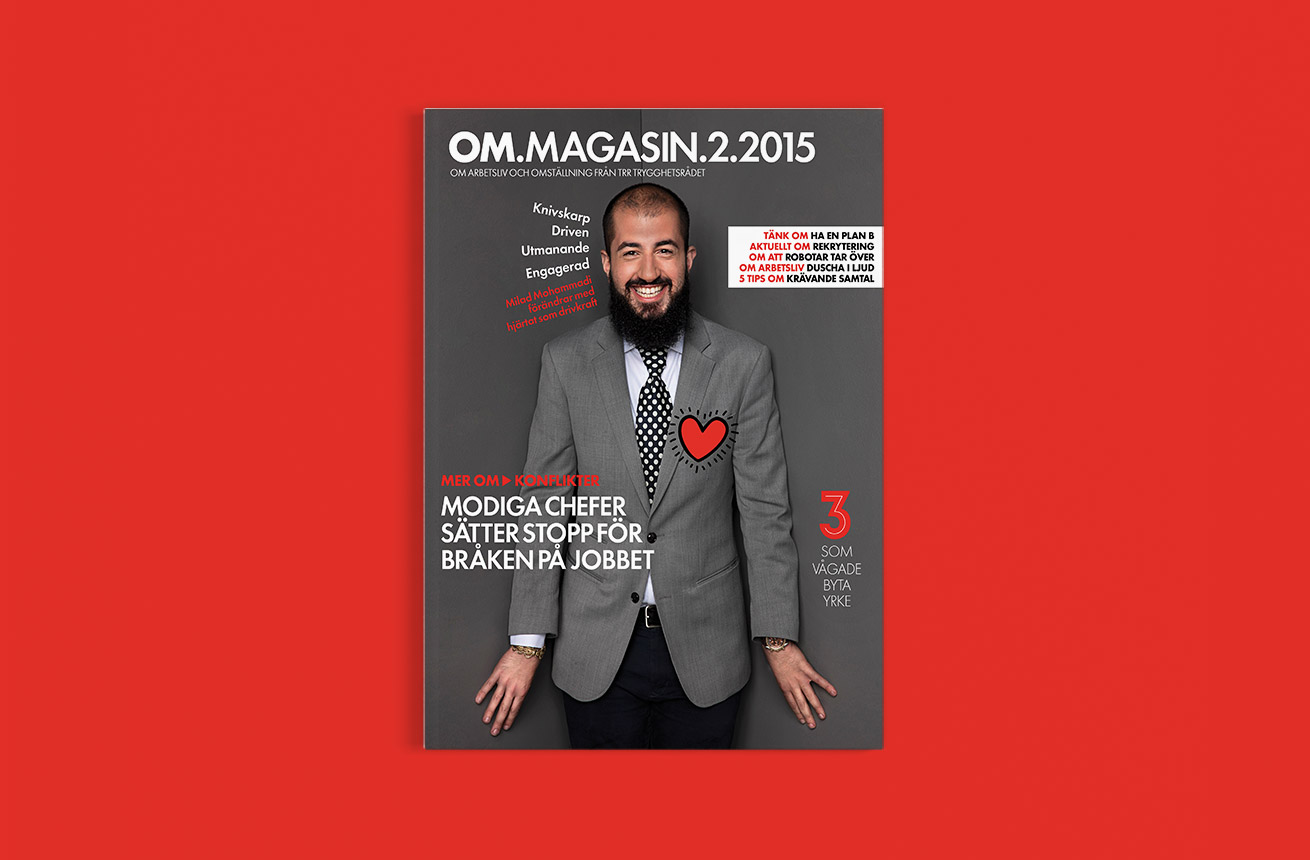 OM.MAGASIN.2.2015
OM ARBETSLIV OCH OMSTÄLLNING FRÅN TRR TRYGGHETSRÅDET
Knivskarp
Driven
Utmanande
Engagerad
Milad Mohammadi
förändrar med
hjärtat som drivkraft
TÄNK OM HA EN PLAN B
AKTUELLT OM REKRYTERING
OM ATT ROBOTAR TAR ÖVER
OM ARBETSLIV DUSCHA I LJUD
5 TIPS OM KRÄVANDE SAMTAL
MER OM ▶ KONFLIKTER
MODIGA CHEFER
SÄTTER STOPP FÖR
BRÅKEN PÅ JOBBET
3
SOM
VÅGADE
BYTA
YRKE